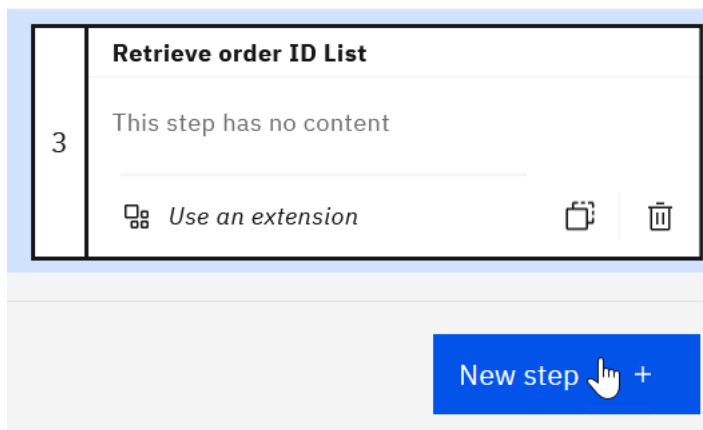 Retrieve order ID List
3
This step has no content
Use an extension
New step +